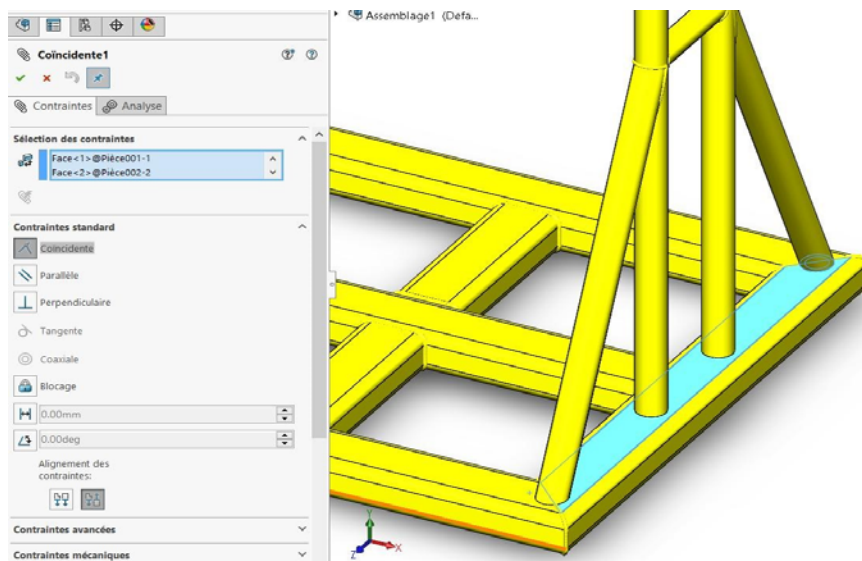 Assemblage1 (Defa...
Coïncidente1
Contraintes
Analyse
Sélection des contraintes
Face<1>@Pièce001-1
Face<2>@Pièce002-2
Contraintes standard
Coïncidente
Parallèle
Perpendiculaire
Tangente
Coaxiale
Blocage
0.00mm
0.00deg
Alignement des
contraintes:
Contraintes avancées
Contraintes mécaniques
Y
X
Z